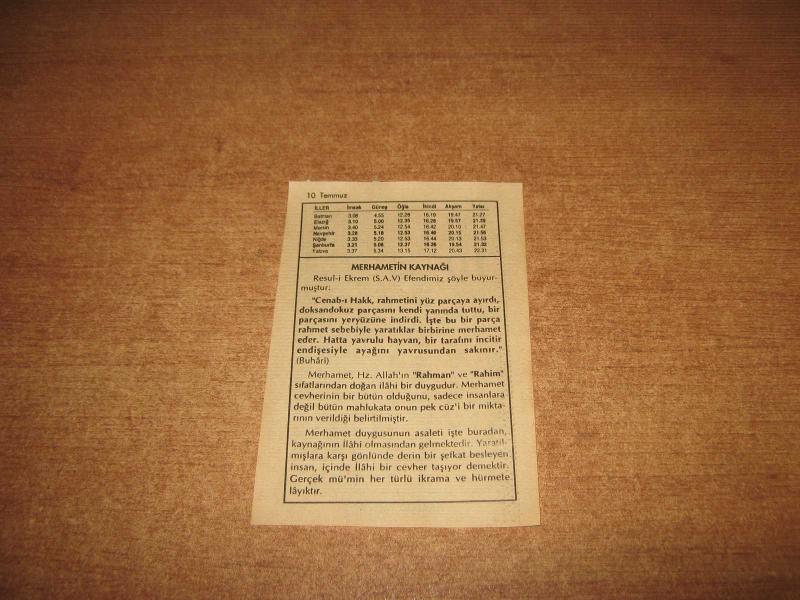 10 Temmuz
İLLER İmsak Güneş Öğle İkindi Akşam Yatsı
Batman 3.08 4.55 12.28 16.19 19.47 21.27
Elazığ 3.10 5.00 12.35 16.28 19.57 21.39
Mersin 3.40 5.24 12.54 16.42 20.10 21.47
Nevşehir 3.28 5.18 12.53 16.46 20.15 21.56
Niğde 3.33 5.20 12.53 16.44 20.13 21.53
Şanlıurfa 3.21 5.06 12.37 16.26 19.54 21.32
Yalova 3.37 5.34 13.15 17.12 20.43 22.31
MERHAMETİN KAYNAĞI
Resul-i Ekrem (S.A.V) Efendimiz şöyle buyur-
muştur:
"Cenab-ı Hakk, rahmetini yüz parçaya ayırdı,
doksandokuz parçasını kendi yanında tuttu, bir
parçasını yeryüzüne indirdi. İşte bu bir parça
rahmet sebebiyle yaratıklar birbirine merhamet
eder. Hatta yavrulu hayvan, bir tarafını incitir
endişesiyle ayağını yavrusundan sakınır."
(Buhâri)
Merhamet, Hz. Allah'ın "Rahman" ve "Rahim"
sıfatlarından doğan ilâhi bir duygudur. Merhamet
cevherinin bir bütün olduğunu, sadece insanlara
değil bütün mahlukata onun pek cüz'i bir mikta-
rının verildiği belirtilmiştir.
Merhamet duygusunun asaleti işte buradan,
kaynağının İlâhi olmasından gelmektedir. Yaratıl-
mışlara karşı gönlünde derin bir şefkat besleyen
insan, içinde İlâhi bir cevher taşıyor demektir.
Gerçek mü'min her türlü ikrama ve hürmete
lâyıktır.